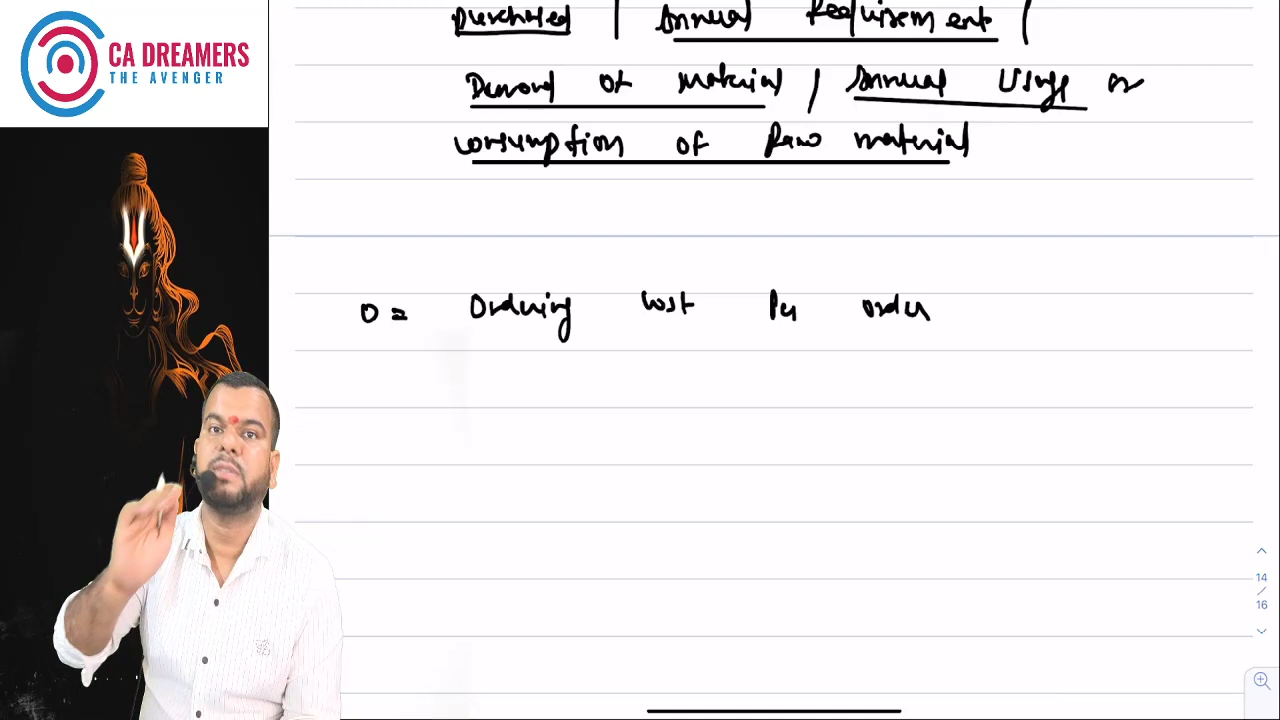 CA DREAMERS
THE AVENGER
purchased | Annual Requirement |
Demand of material | Annual Usage or
consumption of Raw material
O = Ordering cost Per order
14
16